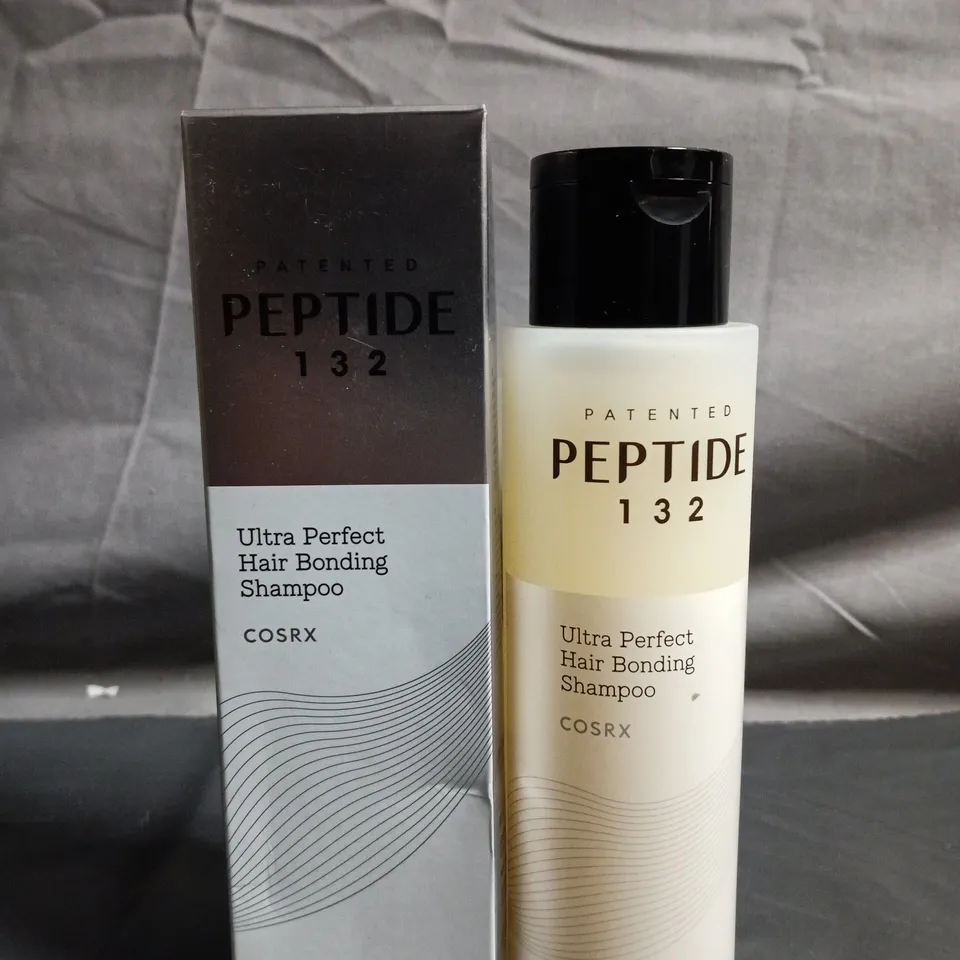 PATENTED
PEPTIDE
132
Ultra Perfect
Hair Bonding
Shampoo
COSRX
PATENTED
PEPTIDE
132
Ultra Perfect
Hair Bonding
Shampoo
COSRX